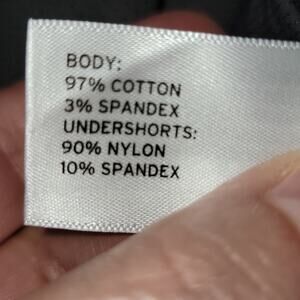 BODY:
97% COTTON
3% SPANDEX
UNDERSHORTS:
90% NYLON
10% SPANDEX